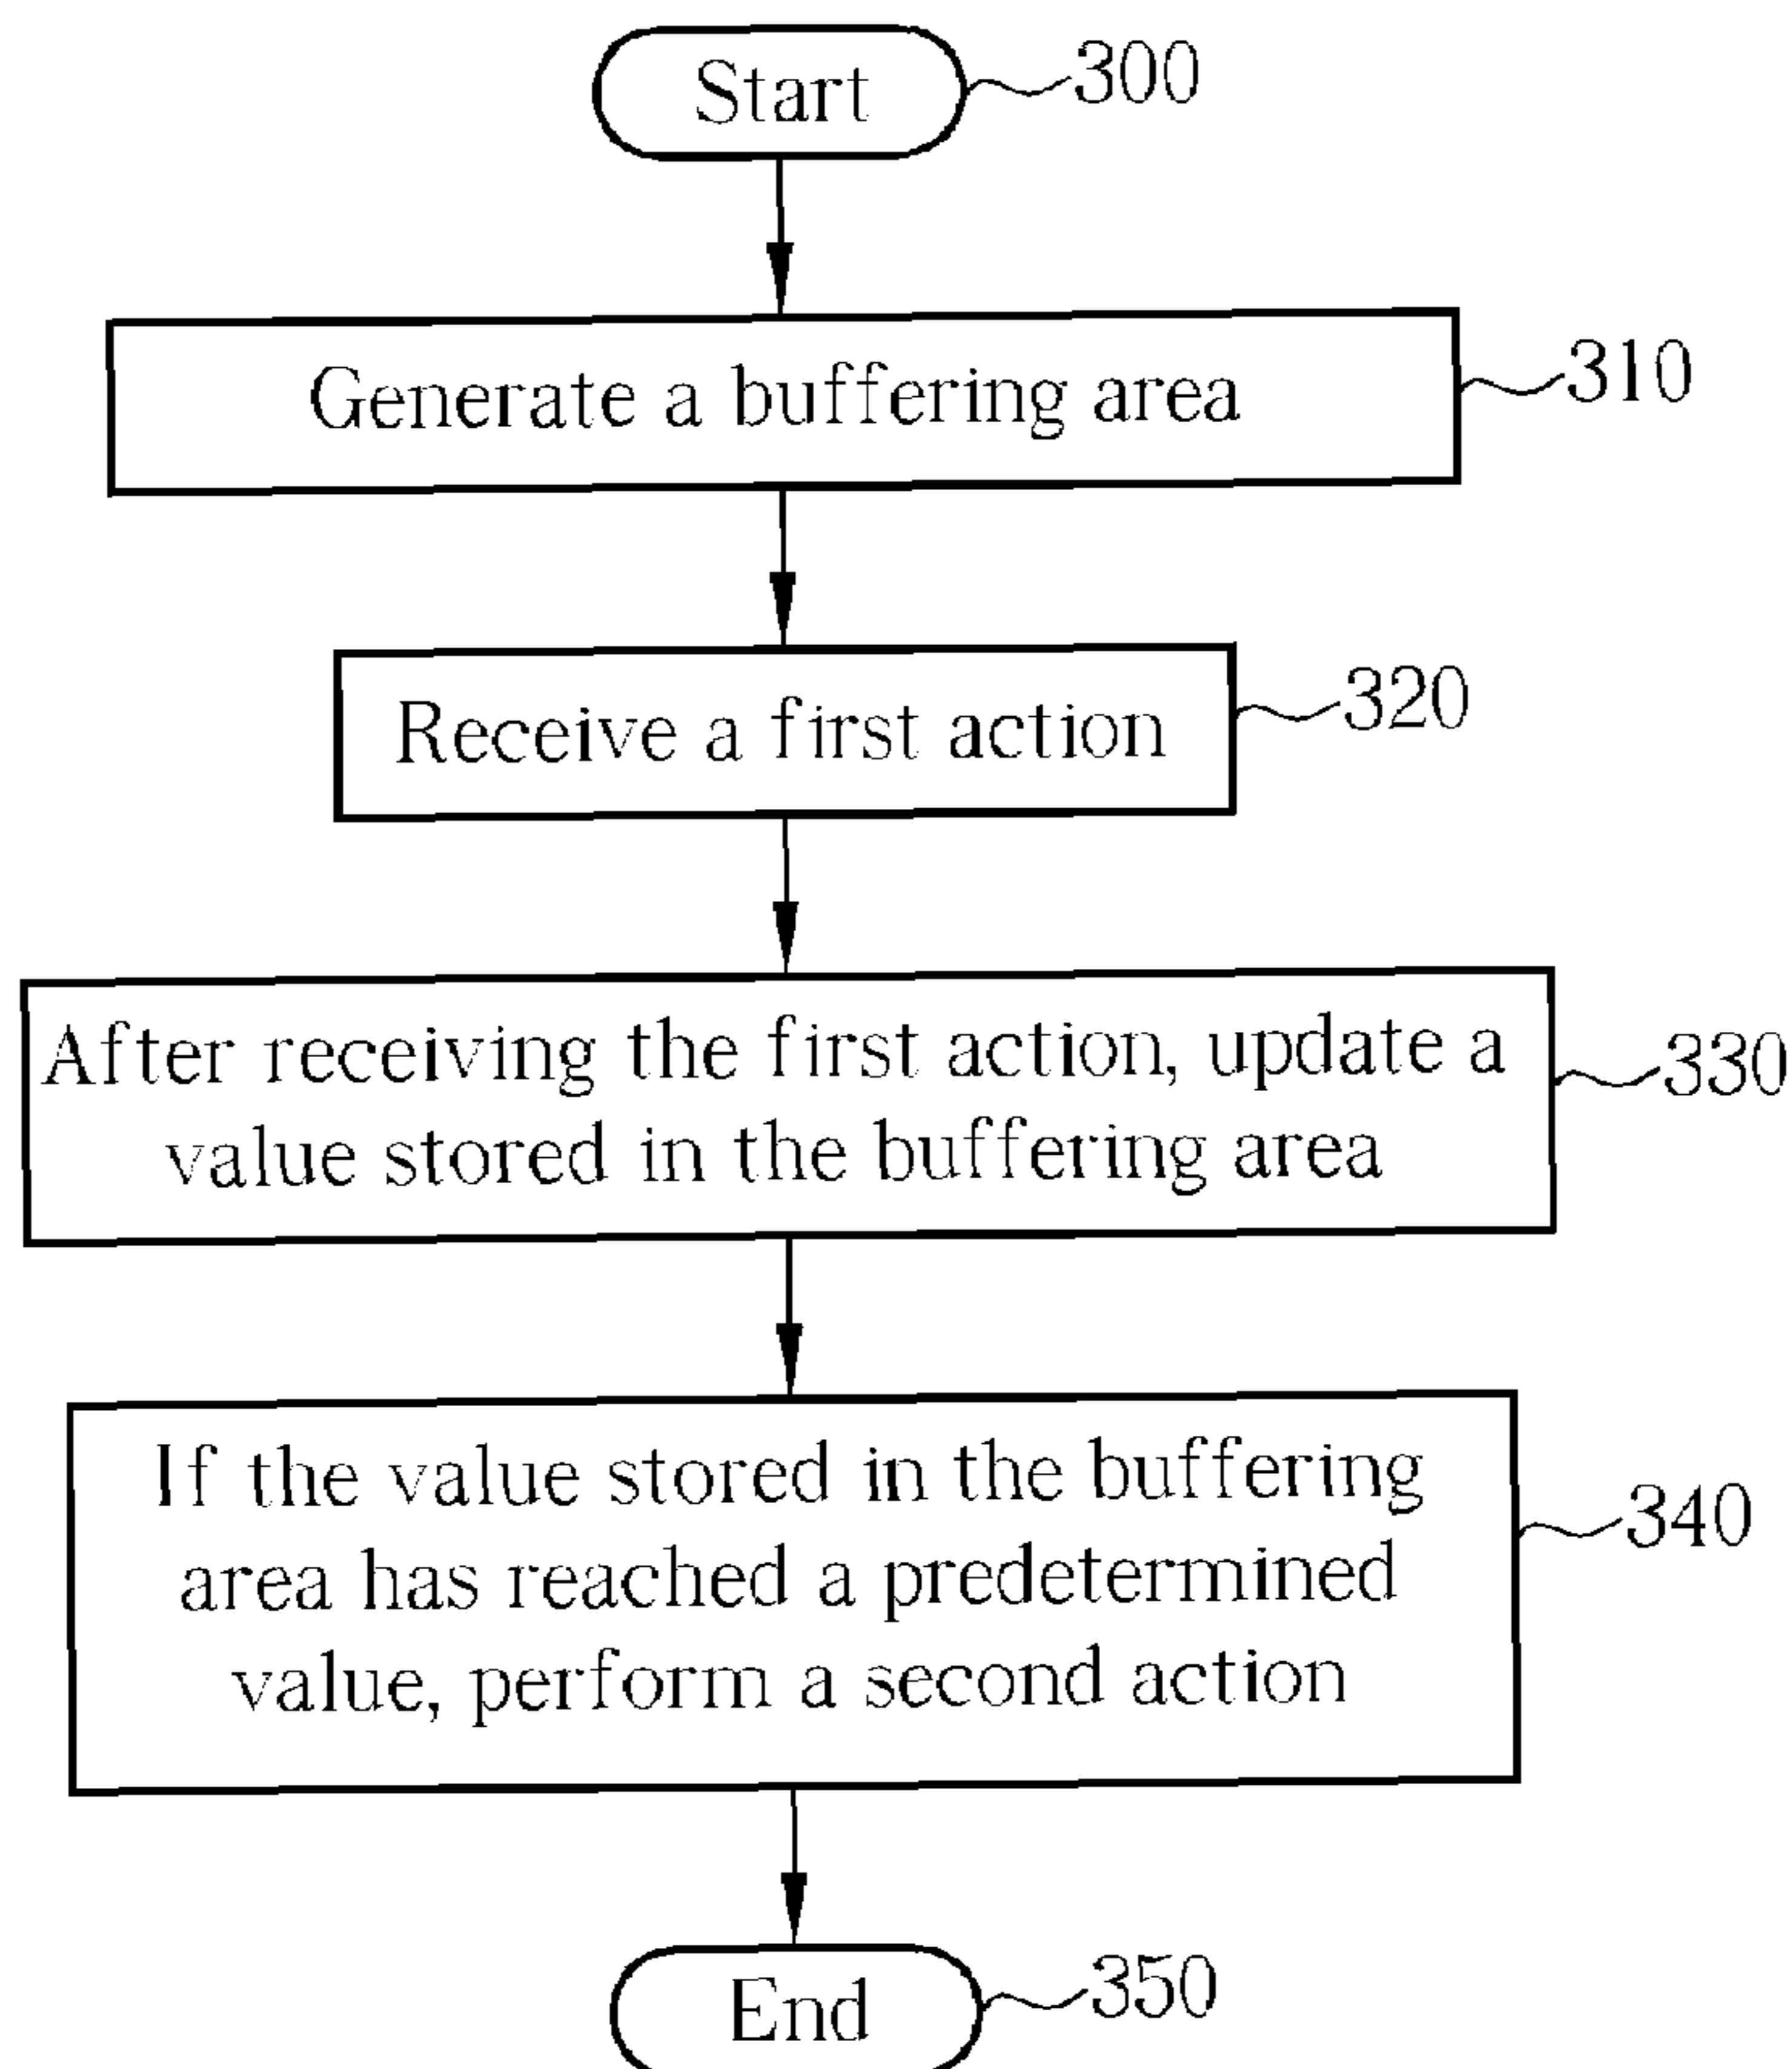 Start
300
Generate a buffering area
310
Receive a first action
320
After receiving the first action, update a
value stored in the buffering area
330
If the value stored in the buffering
area has reached a predetermined
value, perform a second action
340
End
350